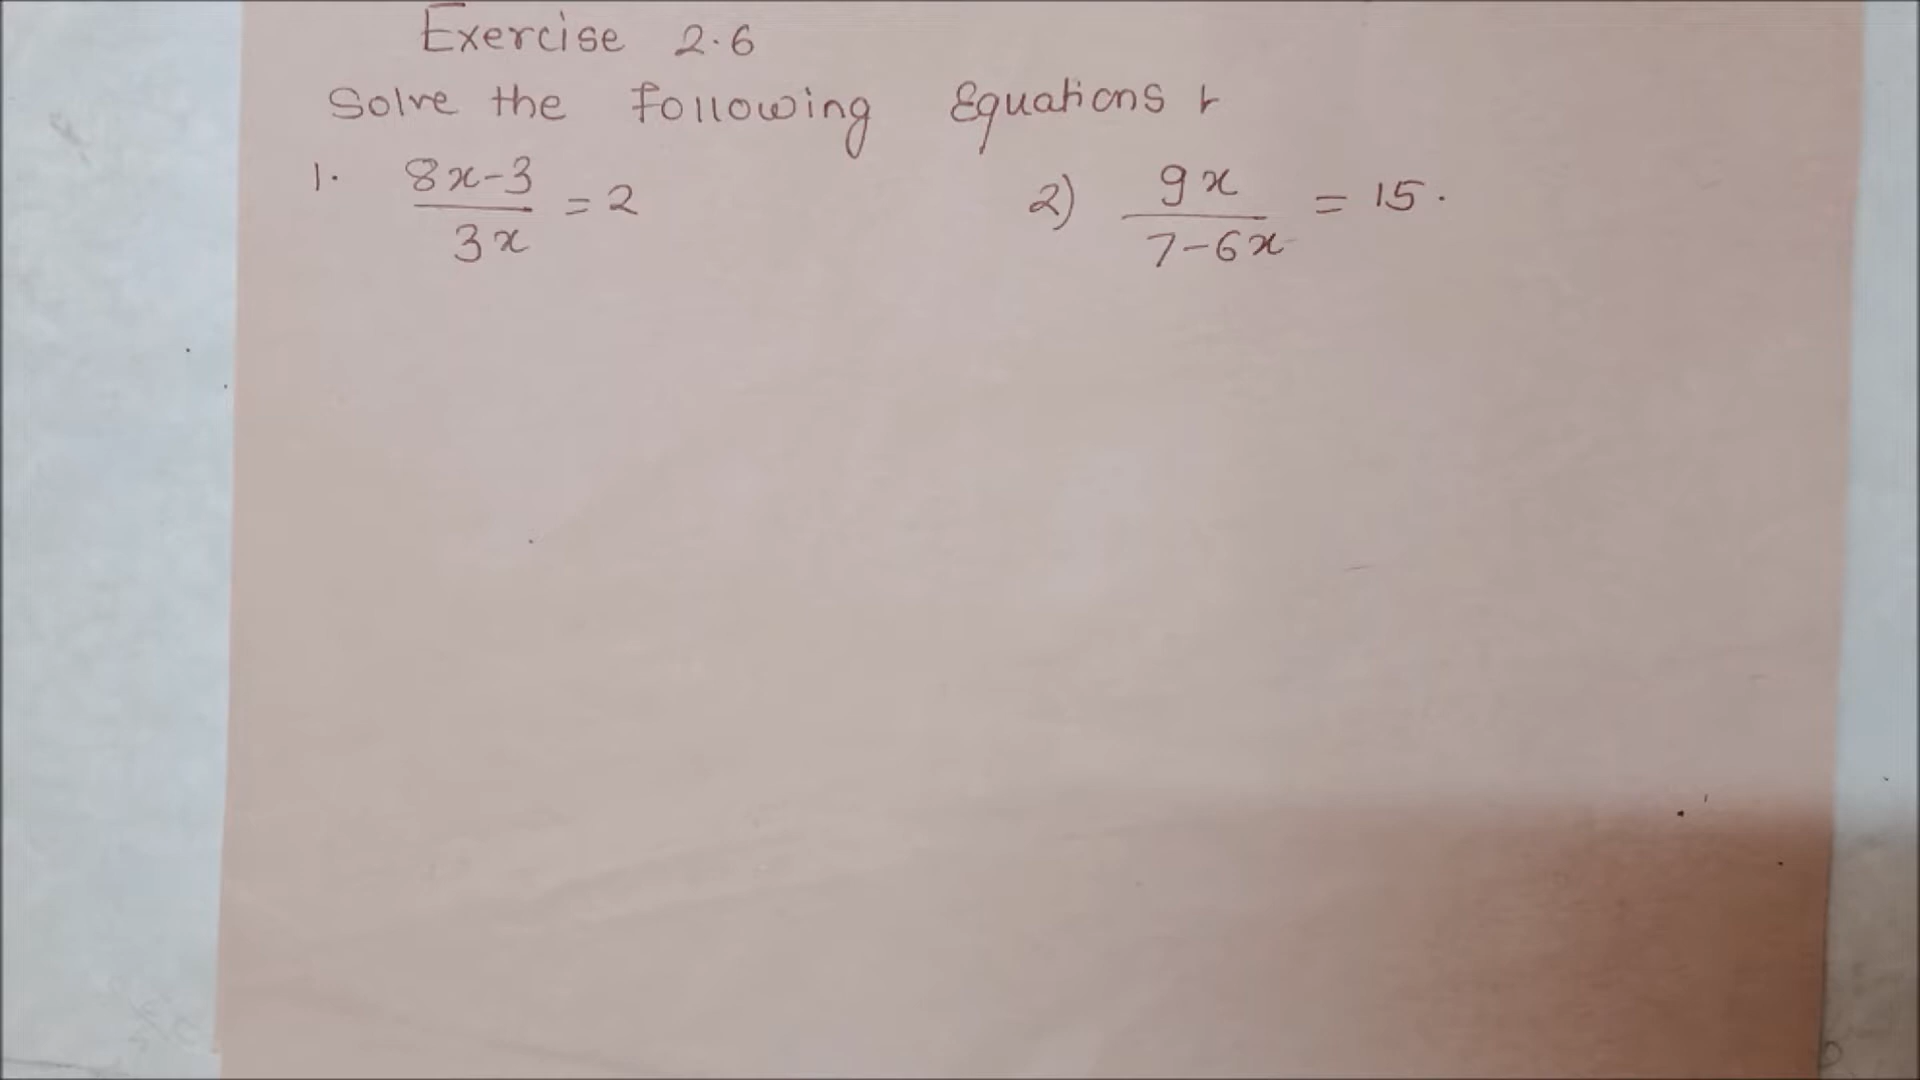 Exercise 2.6
Solve the following Equations
1. 8x-3/3x = 2 2) 9x/7-6x = 15.